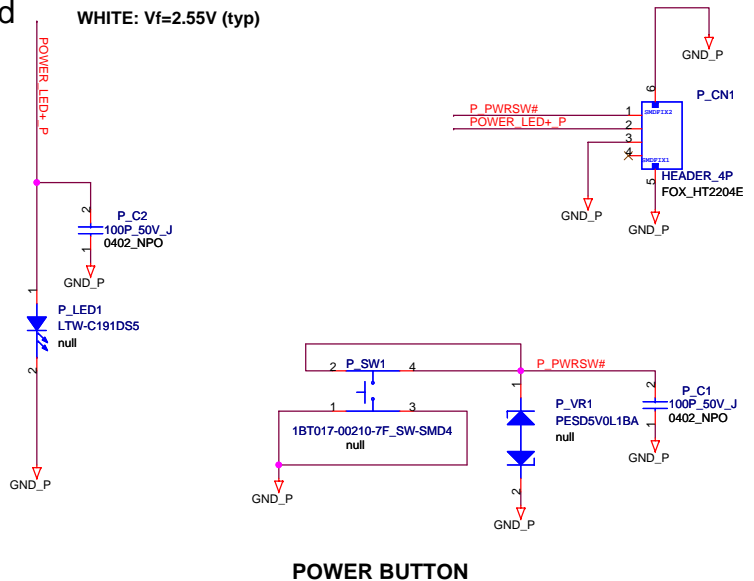 d
WHITE: Vf=2.55V (typ)
POWER_LED+_P
2
P_C2
100P_50V_J
0402_NPO
1
GND_P
1
P_LED1
LTW-C191DS5
null
2
GND_P
GND_P
6
P_CN1
P_PWRSW#
1
SMDFIX2
POWER_LED+_P
2
3
4
SMDFIX1
HEADER_4P
5
FOX_HT2204E
GND_P
GND_P
2
P_SW1
4
P_PWRSW#
1
3
1BT017-00210-7F_SW-SMD4
null
GND_P
1
P_VR1
PESD5V0L1BA
null
2
GND_P
2
P_C1
100P_50V_J
0402_NPO
1
GND_P
POWER BUTTON